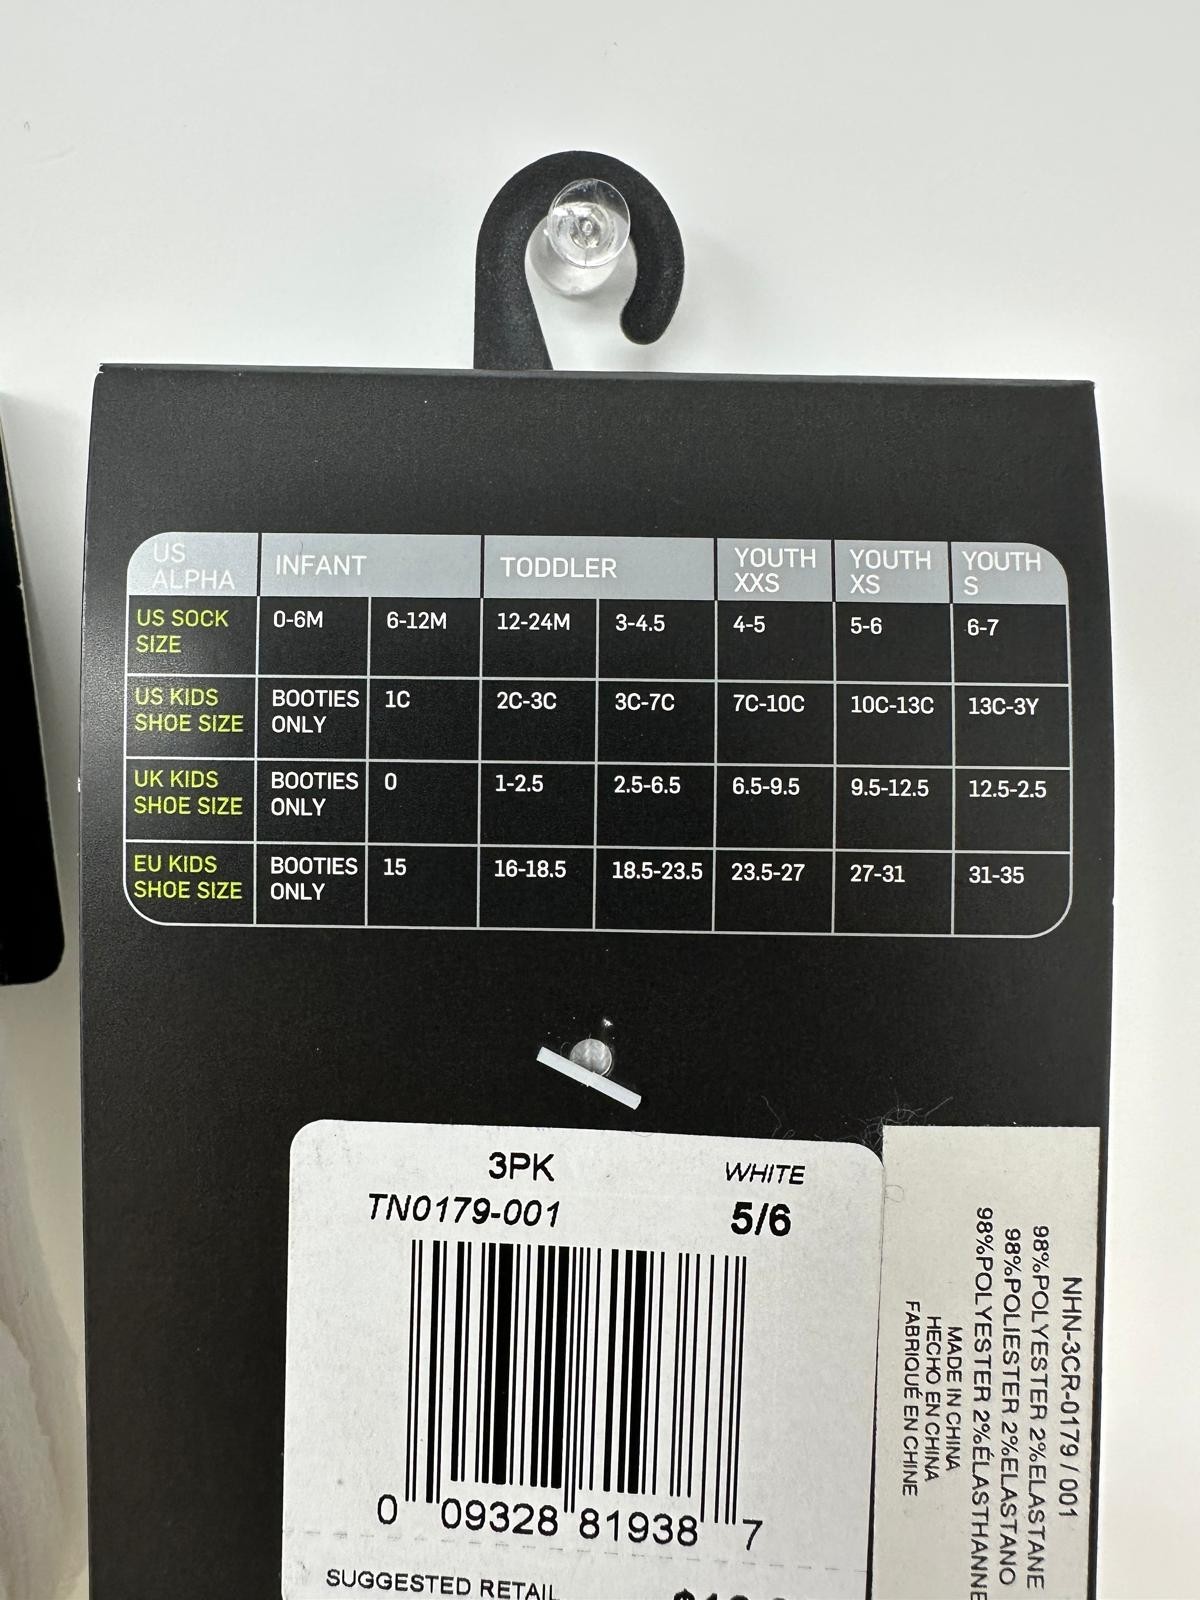 US ALPHA INFANT TODDLER YOUTH XXS YOUTH XS YOUTH S
US SOCK SIZE 0-6M 6-12M 12-24M 3-4.5 4-5 5-6 6-7
US KIDS SHOE SIZE BOOTIES ONLY 1C 2C-3C 3C-7C 7C-10C 10C-13C 13C-3Y
UK KIDS SHOE SIZE BOOTIES ONLY 0 1-2.5 2.5-6.5 6.5-9.5 9.5-12.5 12.5-2.5
EU KIDS SHOE SIZE BOOTIES ONLY 15 16-18.5 18.5-23.5 23.5-27 27-31 31-35
3PK WHITE
TN0179-001 5/6
0 09328 81938 7
SUGGESTED RETAIL
NHN-3CR-0179 / 001
98%POLYESTER 2%ELASTANE
98%POLIESTER 2%ELASTANO
98%POLYESTER 2%ÉLASTHANNE
MADE IN CHINA
HECHO EN CHINA
FABRIQUÉ EN CHINE